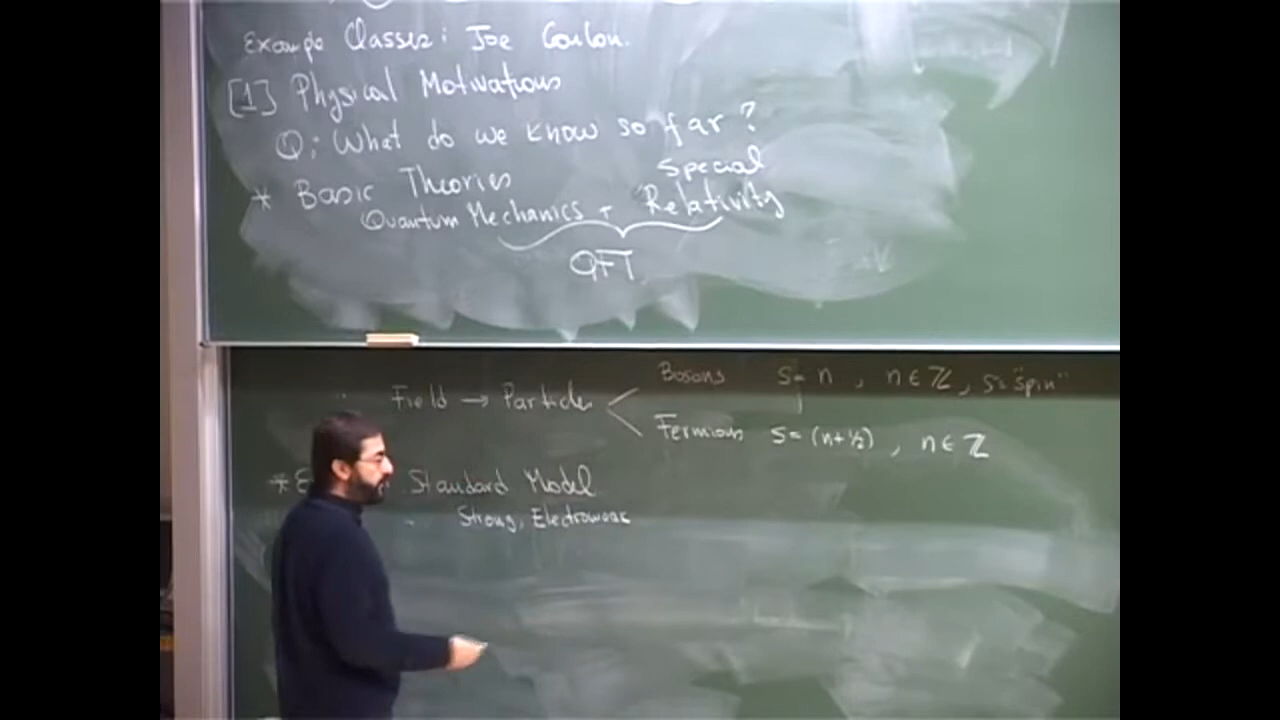 Example Classes: Joe Conlon.
[1] Physical Motivations
Q: What do we know so far?
* Basic Theories
Special
Quantum Mechanics + Relativity
QFT
Field → Particle
Bosons s = n , n ∈ ℤ, s = "spin"
Fermions s = (n+½) , n ∈ ℤ
* Standard Model
Strong, Electroweak